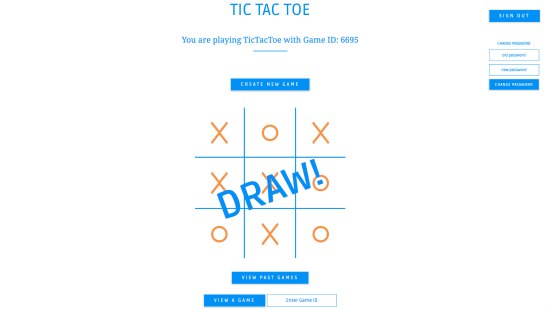 TIC TAC TOE
SIGN OUT
You are playing TicTacToe with Game ID: 6695
CHANGE PASSWORD
old password
new password
CHANGE PASSWORD
CREATE NEW GAME
X O X
X X O
DRAW!
O X O
VIEW PAST GAMES
VIEW A GAME
Enter Game ID